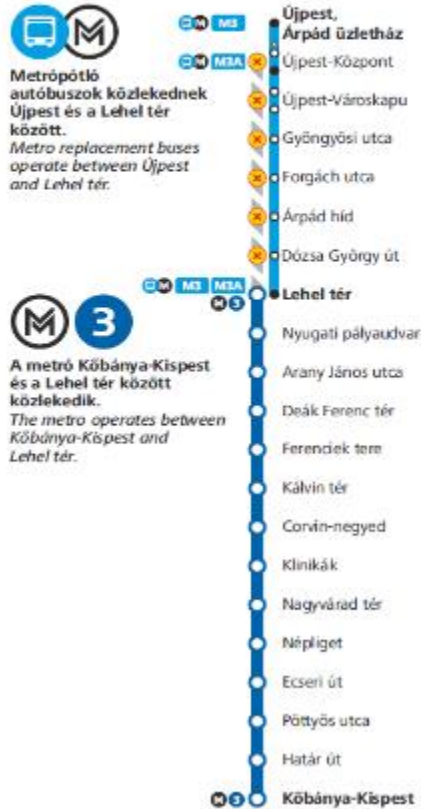 M3
Újpest,
Árpád üzletház
M3A
Újpest-Központ
Metrópótló
autóbuszok közlekednek
Újpest és a Lehel tér
között.
Metro replacement buses
operate between Újpest
and Lehel tér.
Újpest-Városkapu
Gyöngyösi utca
Forgách utca
Árpád híd
Dózsa György út
M3 M3A
M 3
Lehel tér
M 3
A metró Kőbánya-Kispest
és a Lehel tér között
közlekedik.
The metro operates between
Kőbánya-Kispest and
Lehel tér.
Nyugati pályaudvar
Arany János utca
Deák Ferenc tér
Ferenciek tere
Kálvin tér
Corvin-negyed
Klinikák
Nagyvárad tér
Népliget
Ecseri út
Pöttyös utca
Határ út
M 3
Kőbánya-Kispest